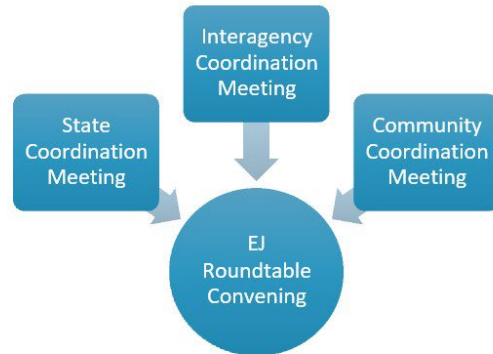 Interagency
Coordination
Meeting
State
Coordination
Meeting
Community
Coordination
Meeting
EJ
Roundtable
Convening